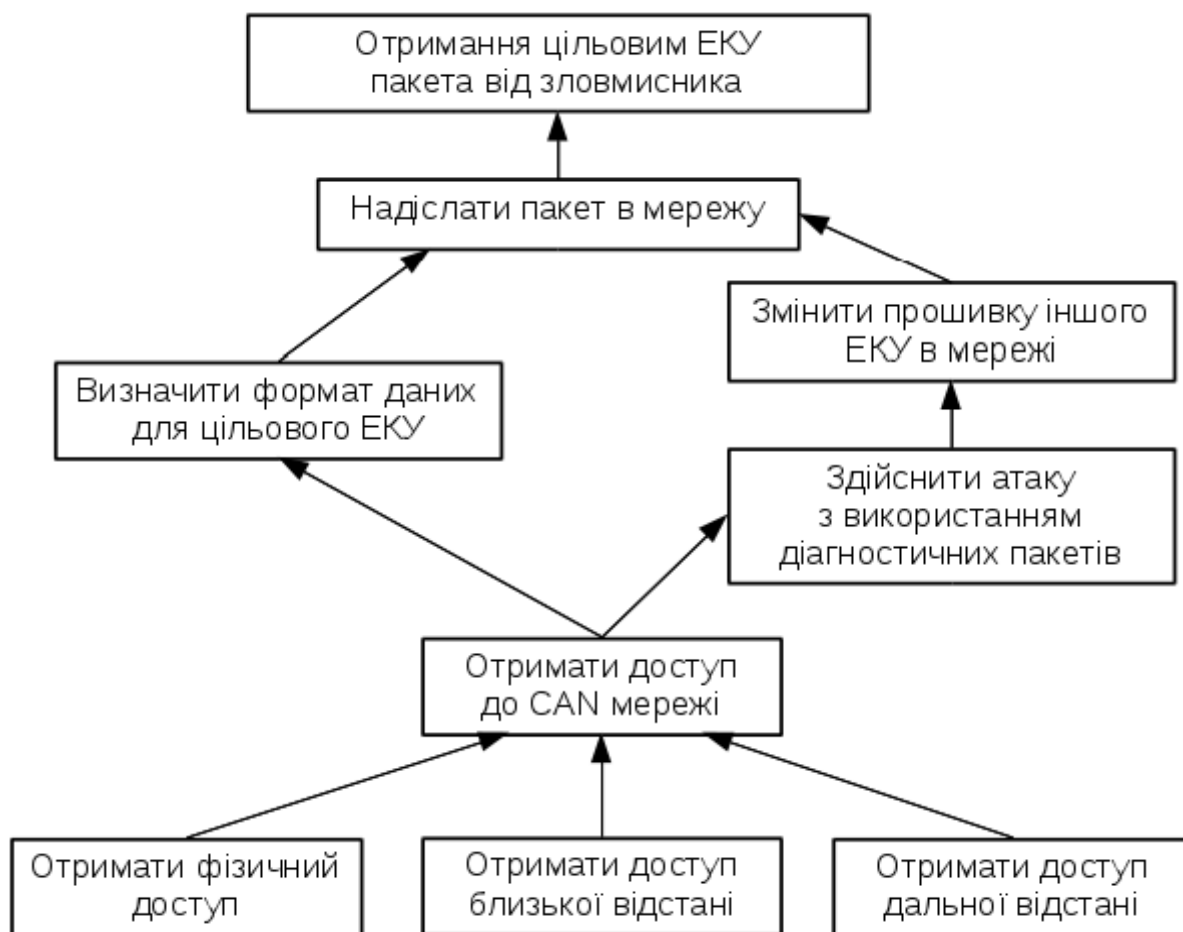 Отримання цільовим ЕКУ
пакета від зловмисника
Надіслати пакет в мережу
Змінити прошивку іншого
ЕКУ в мережі
Визначити формат даних
для цільового ЕКУ
Здійснити атаку
з використанням
діагностичних пакетів
Отримати доступ
до CAN мережі
Отримати фізичний
доступ
Отримати доступ
близької відстані
Отримати доступ
дальної відстані